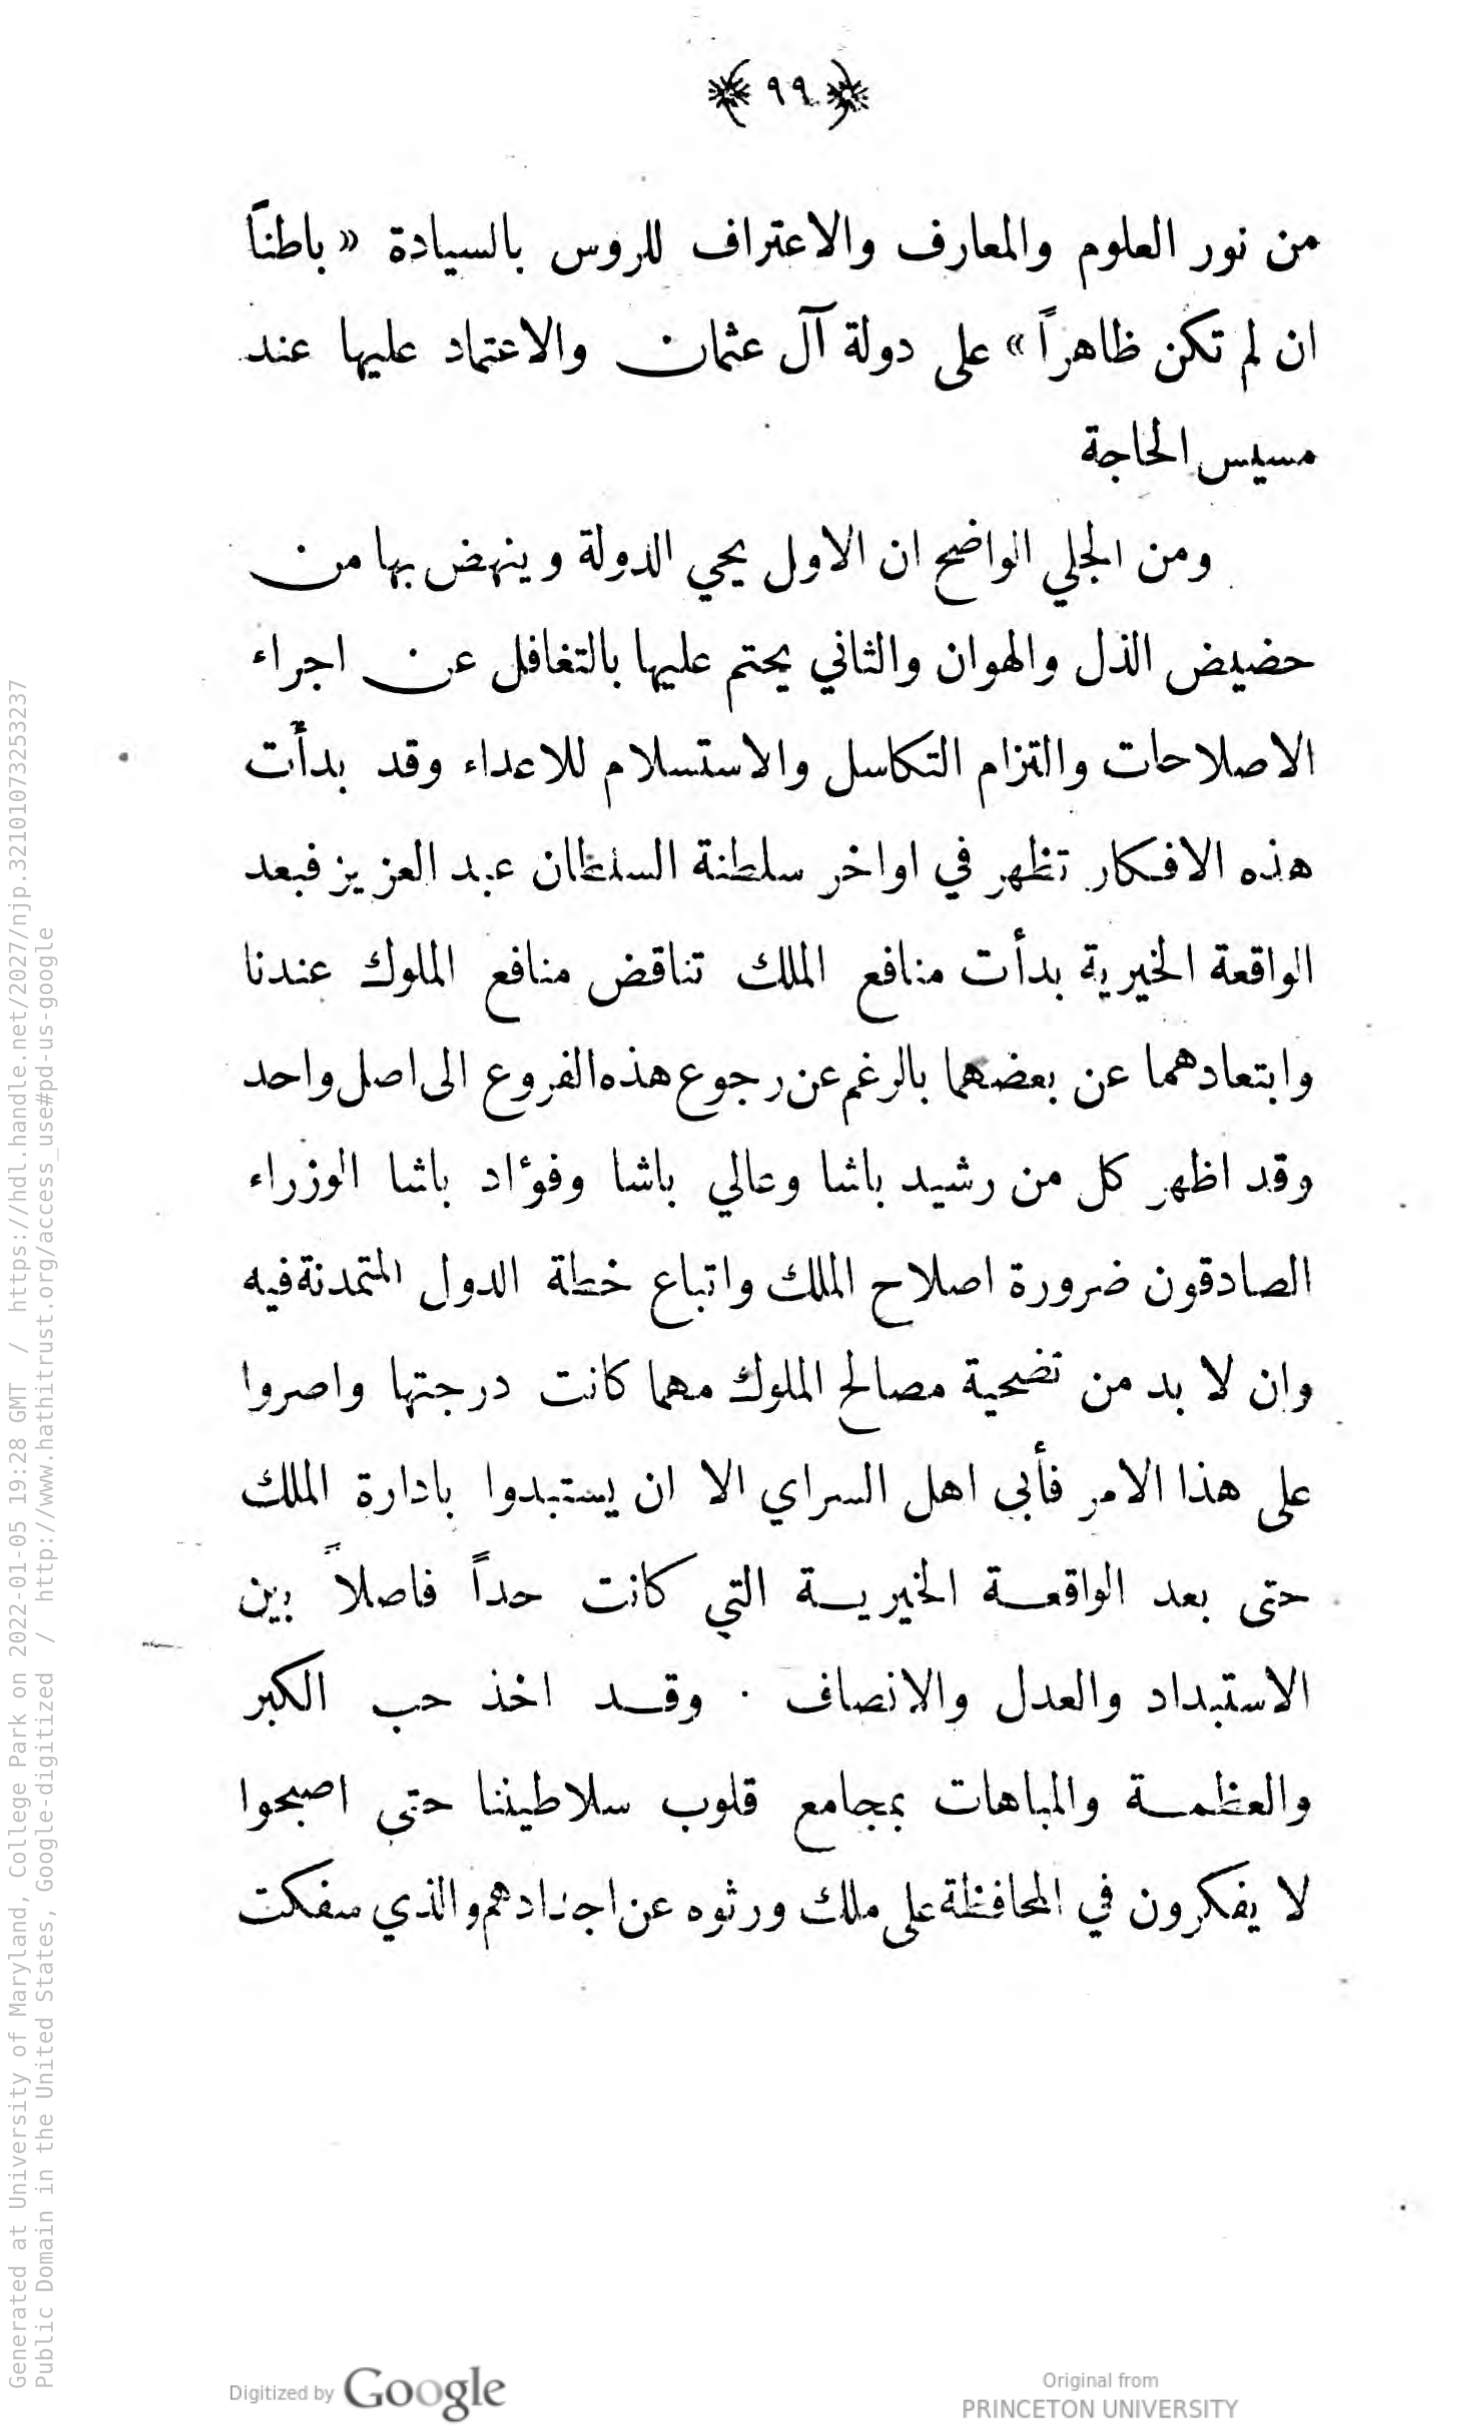 ﴿ ٩٩ ﴾
من نور العلوم والمعارف والاعتراف للروس بالسيادة « باطناً
ان لم تكن ظاهراً » على دولة آل عثمان والاعتماد عليها عند
مسيس الحاجة
ومن الجلي الواضح ان الاول يحيي الدولة وينهض بها من
حضيض الذل والهوان والثاني يحتم عليها بالتغافل عن اجراء
الاصلاحات والتزام التكاسل والاستسلام للاعداء وقد بدأت
هذه الافكار تظهر في اواخر سلطنة السلطان عبد العزيز فبعد
الواقعة الخيرية بدأت منافع الملك تناقض منافع الملوك عندنا
وابتعادهما عن بعضهما بالرغم عن رجوع هذه الفروع الى اصل واحد
وقد اظهر كل من رشيد باشا وعالي باشا وفؤاد باشا الوزراء
الصادقون ضرورة اصلاح الملك واتباع خطة الدول المتمدنة فيه
وان لا بد من تضحية مصالح الملوك مهما كانت درجتها واصروا
على هذا الامر فأبى اهل السراي الا ان يستبدوا بادارة الملك
حتى بعد الواقعة الخيرية التي كانت حداً فاصلاً بين
الاستبداد والعدل والانصاف . وقد اخذ حب الكبر
والعظمة والمباهات بمجامع قلوب سلاطيننا حتى اصبحوا
لا يفكرون في المحافظة على ملك ورثوه عن اجدادهم والذي سفكت
Generated at University of Maryland, College Park on 2022-01-05 19:28 GMT / https://hdl.handle.net/2027/njp.32101073253237
Public Domain in the United States, Google-digitized / http://www.hathitrust.org/access_use#pd-us-google
Digitized by Google
Original from
PRINCETON UNIVERSITY